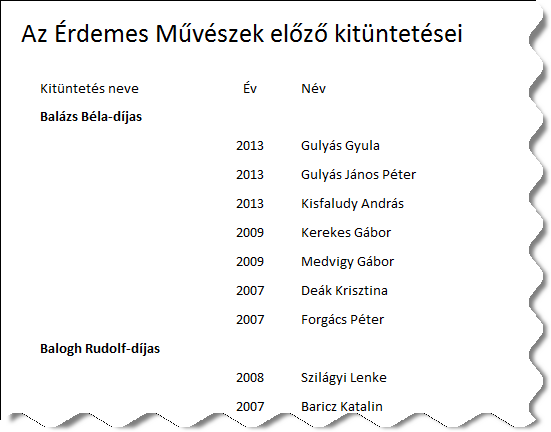 Az Érdemes Művészek előző kitüntetései
Kitüntetés neve Év Név
Balázs Béla-díjas
2013 Gulyás Gyula
2013 Gulyás János Péter
2013 Kisfaludy András
2009 Kerekes Gábor
2009 Medvigy Gábor
2007 Deák Krisztina
2007 Forgács Péter
Balogh Rudolf-díjas
2008 Szilágyi Lenke
2007 Baricz Katalin